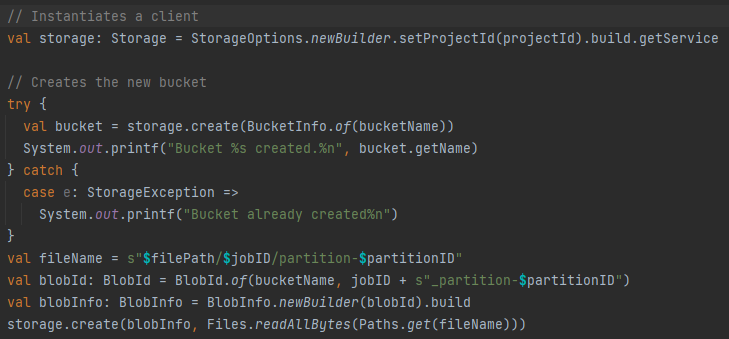 // Instantiates a client
val storage: Storage = StorageOptions.newBuilder.setProjectId(projectId).build.getService
// Creates the new bucket
try {
val bucket = storage.create(BucketInfo.of(bucketName))
System.out.printf("Bucket %s created.%n", bucket.getName)
} catch {
case e: StorageException =>
System.out.printf("Bucket already created%n")
}
val fileName = s"$filePath/$jobID/partition-$partitionID"
val blobId: BlobId = BlobId.of(bucketName, jobID + s"_partition-$partitionID")
val blobInfo: BlobInfo = BlobInfo.newBuilder(blobId).build
storage.create(blobInfo, Files.readAllBytes(Paths.get(fileName)))